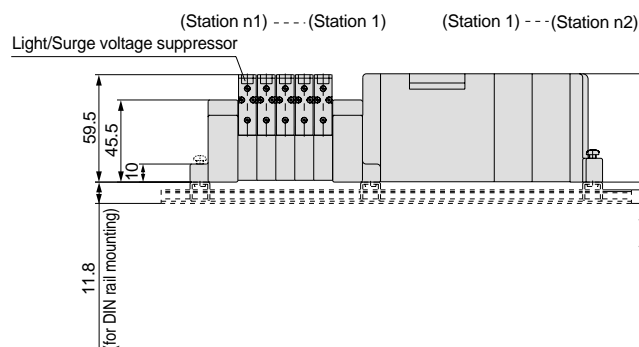 (Station n1) ---- (Station 1)
(Station 1) --- (Station n2)
Light/Surge voltage suppressor
59.5
45.5
10
11.8
(for DIN rail mounting)